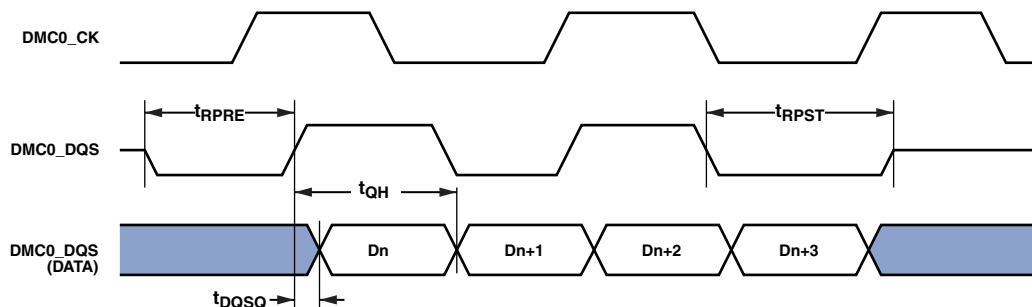 DMC0_CK
tRPRE
tRPST
DMC0_DQS
tQH
DMC0_DQS
(DATA)
Dn
Dn+1
Dn+2
Dn+3
tDQSQ